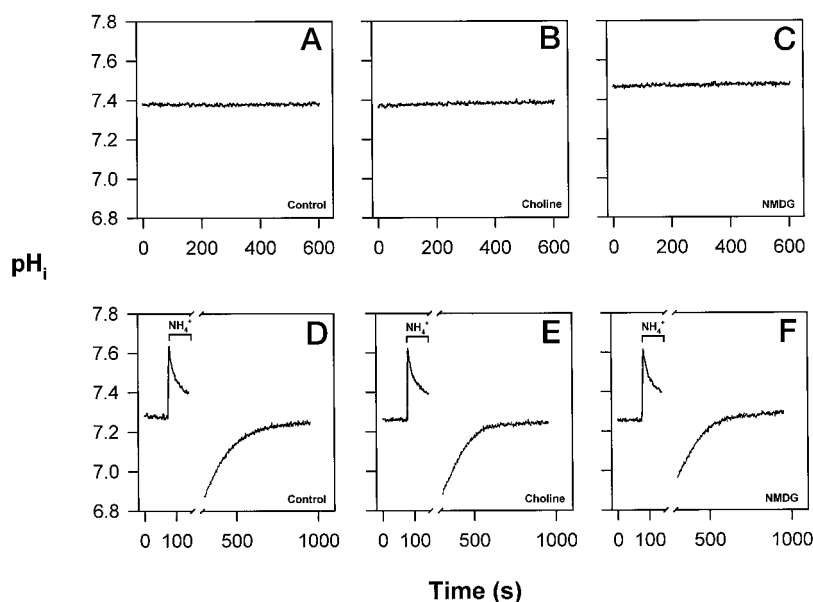 7.8
7.6
7.4
7.2
7.0
6.8
A
B
C
Control
Choline
NMDG
0 200 400 600
0 200 400 600
0 200 400 600
pHi
7.8
7.6
7.4
7.2
7.0
6.8
NH4+
D
NH4+
E
NH4+
F
Control
Choline
NMDG
0 100 500 1000
0 100 500 1000
0 100 500 1000
Time (s)